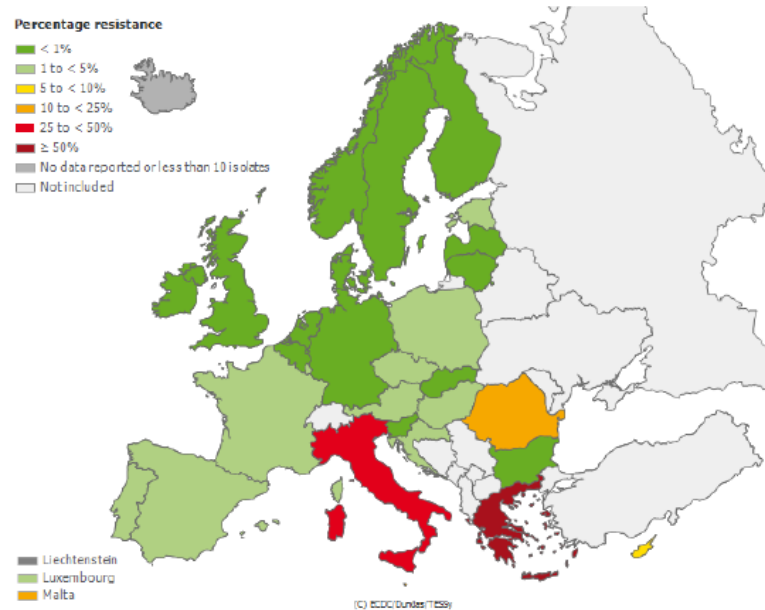 Percentage resistance
< 1%
1 to < 5%
5 to < 10%
10 to < 25%
25 to < 50%
≥ 50%
No data reported or less than 10 isolates
Not included
Liechtenstein
Luxembourg
Malta
(C) ECDC/Dundas/TESSy